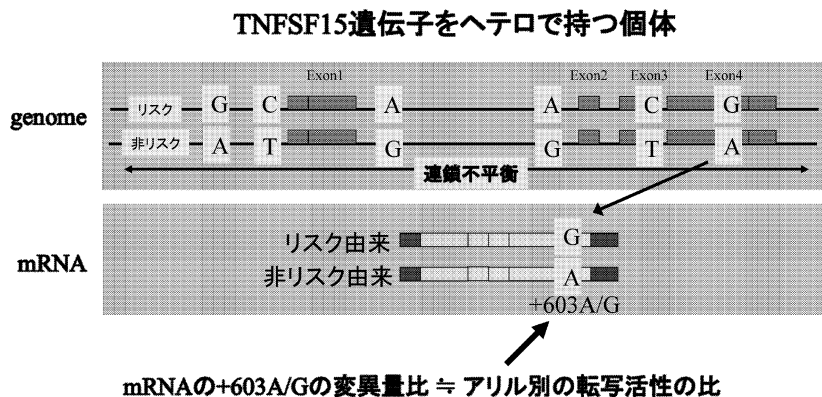 TNFSF15遺伝子をヘテロで持つ個体
Exon1 Exon2 Exon3 Exon4
genome
リスク G C A A C G
非リスク A T G G T A
連鎖不平衡
mRNA
リスク由来 G
非リスク由来 A
+603A/G
mRNAの+603A/Gの変異量比 ≒ アリル別の転写活性の比